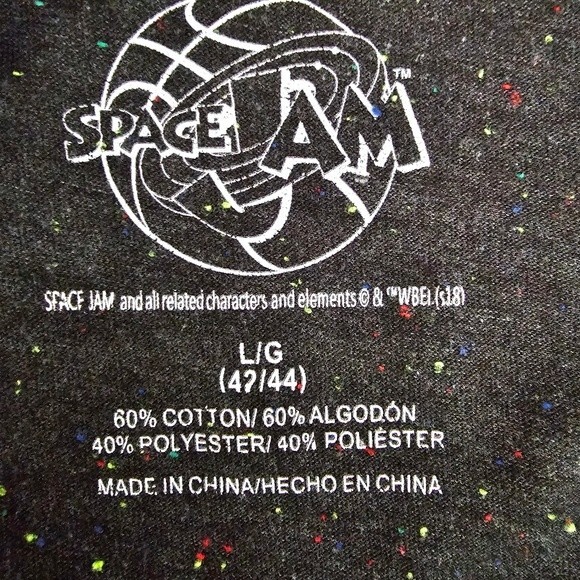 SPACE JAM™
SPACE JAM and all related characters and elements © & ™WBEI. (s18)
L/G
(42/44)
60% COTTON/ 60% ALGODÓN
40% POLYESTER/ 40% POLIÉSTER
MADE IN CHINA/HECHO EN CHINA